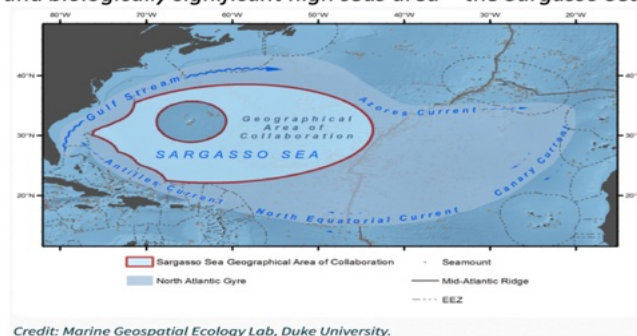 and biologically significant high seas area – the Sargasso Sea
80°W 70°W 60°W 50°W 40°W 30°W 20°W
40°N 40°N
Gulf Stream
Azores Current
Geographical
Area of
Collaboration
30°N 30°N
SARGASSO SEA
Antilles Current
Canary Current
20°N 20°N
North Equatorial Current
Sargasso Sea Geographical Area of Collaboration
Seamount
North Atlantic Gyre
Mid-Atlantic Ridge
EEZ
Credit: Marine Geospatial Ecology Lab, Duke University.